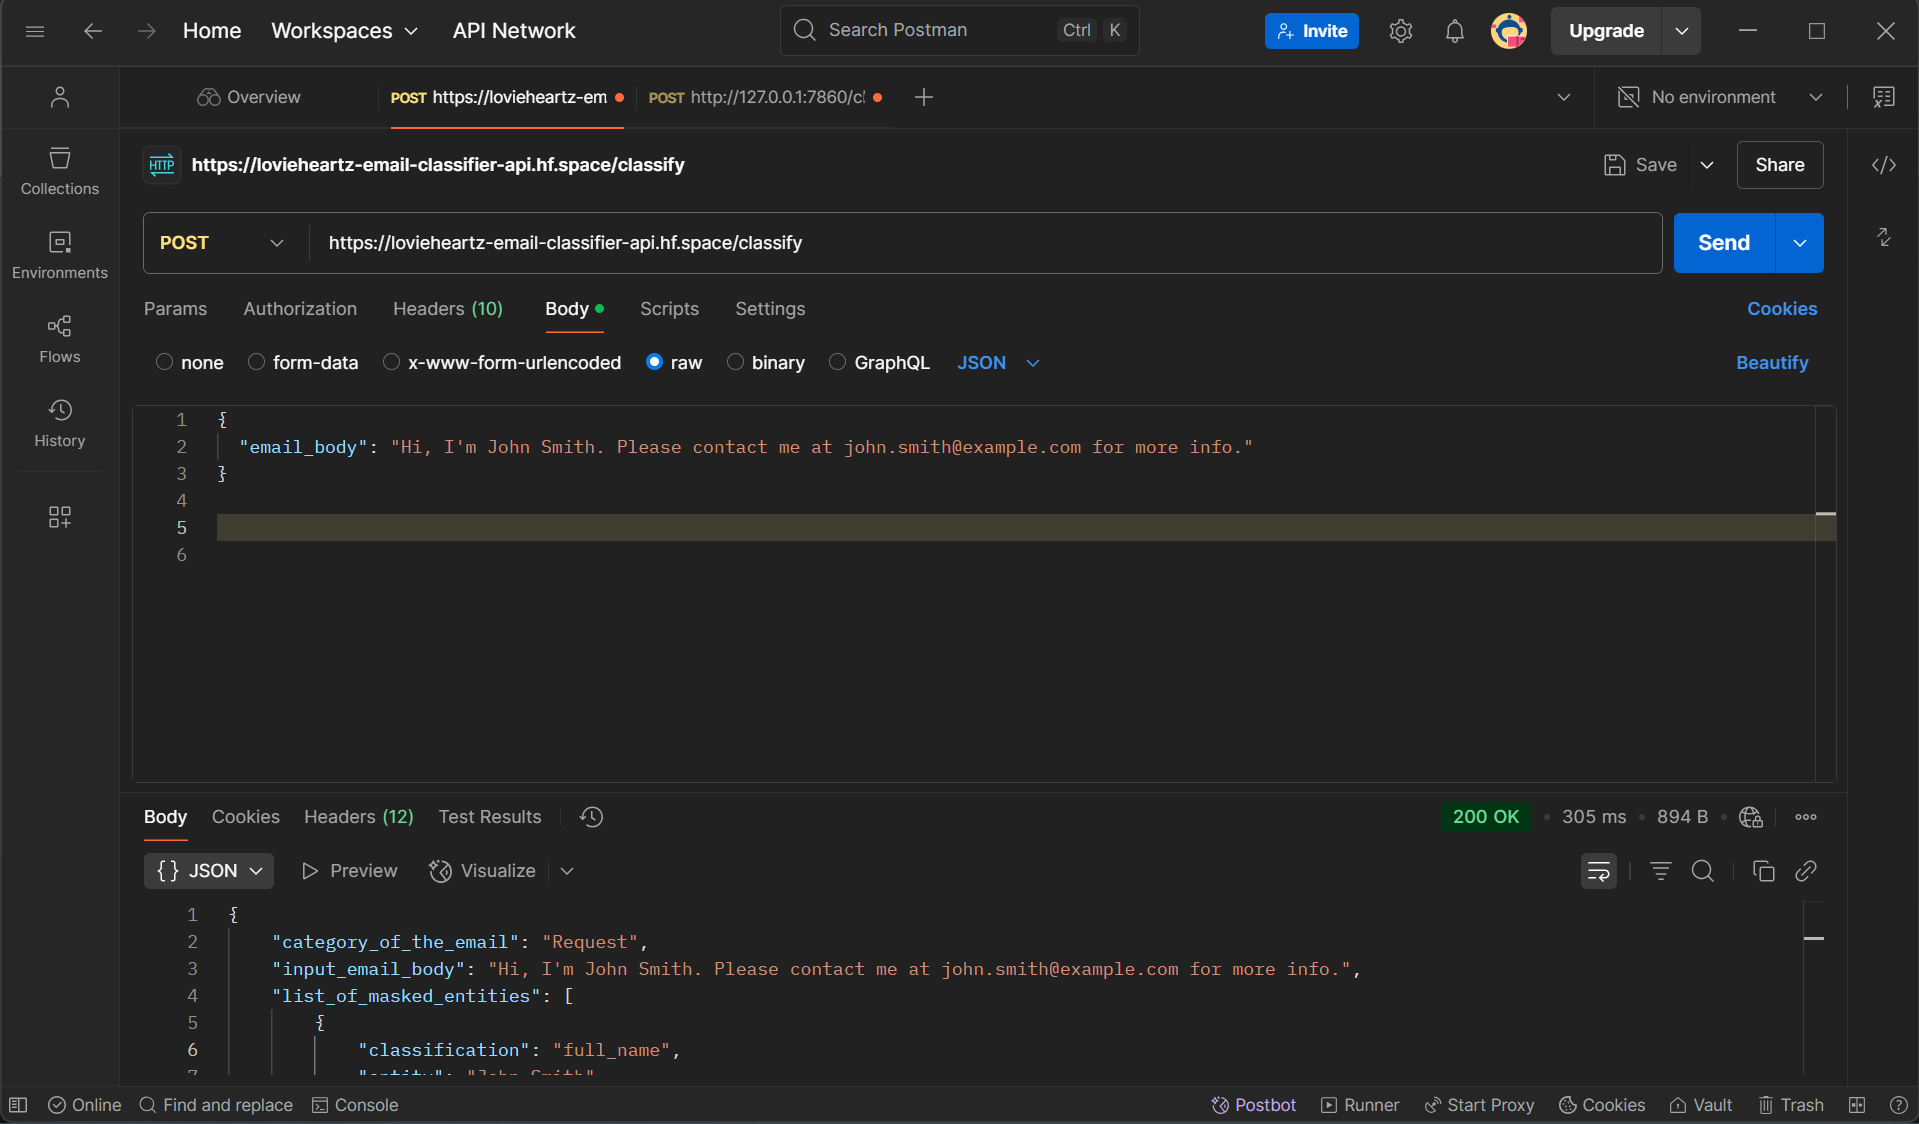 Home Workspaces API Network Search Postman Ctrl K Invite Upgrade
Overview POST https://lovieheartz-em POST http://127.0.0.1:7860/cl No environment
HTTP https://lovieheartz-email-classifier-api.hf.space/classify Save Share
Collections
POST https://lovieheartz-email-classifier-api.hf.space/classify Send
Environments
Params Authorization Headers (10) Body Scripts Settings Cookies
Flows
none form-data x-www-form-urlencoded raw binary GraphQL JSON Beautify
History
1 {
2 "email_body": "Hi, I'm John Smith. Please contact me at john.smith@example.com for more info."
3 }
4
5
6
Body Cookies Headers (12) Test Results 200 OK • 305 ms • 894 B •
{} JSON Preview Visualize
1 {
2 "category_of_the_email": "Request",
3 "input_email_body": "Hi, I'm John Smith. Please contact me at john.smith@example.com for more info.",
4 "list_of_masked_entities": [
5 {
6 "classification": "full_name",
7 "entity": "John Smith"
Online Find and replace Console Postbot Runner Start Proxy Cookies Vault Trash